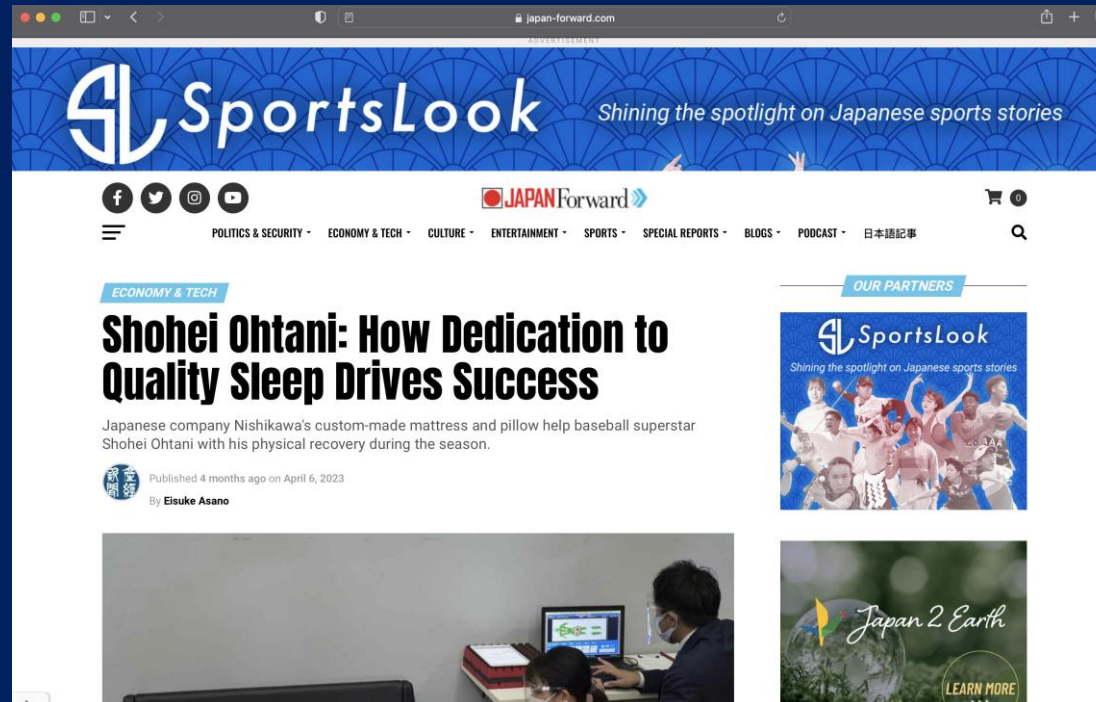 japan-forward.com
ADVERTISEMENT
SL SportsLook
Shining the spotlight on Japanese sports stories
JAPAN Forward
0
POLITICS & SECURITY
ECONOMY & TECH
CULTURE
ENTERTAINMENT
SPORTS
SPECIAL REPORTS
BLOGS
PODCAST
日本語記事
ECONOMY & TECH
Shohei Ohtani: How Dedication to
Quality Sleep Drives Success
Japanese company Nishikawa's custom-made mattress and pillow help baseball superstar
Shohei Ohtani with his physical recovery during the season.
Published 4 months ago on April 6, 2023
By Eisuke Asano
OUR PARTNERS
SL SportsLook
Shining the spotlight on Japanese sports stories
Japan 2 Earth
LEARN MORE